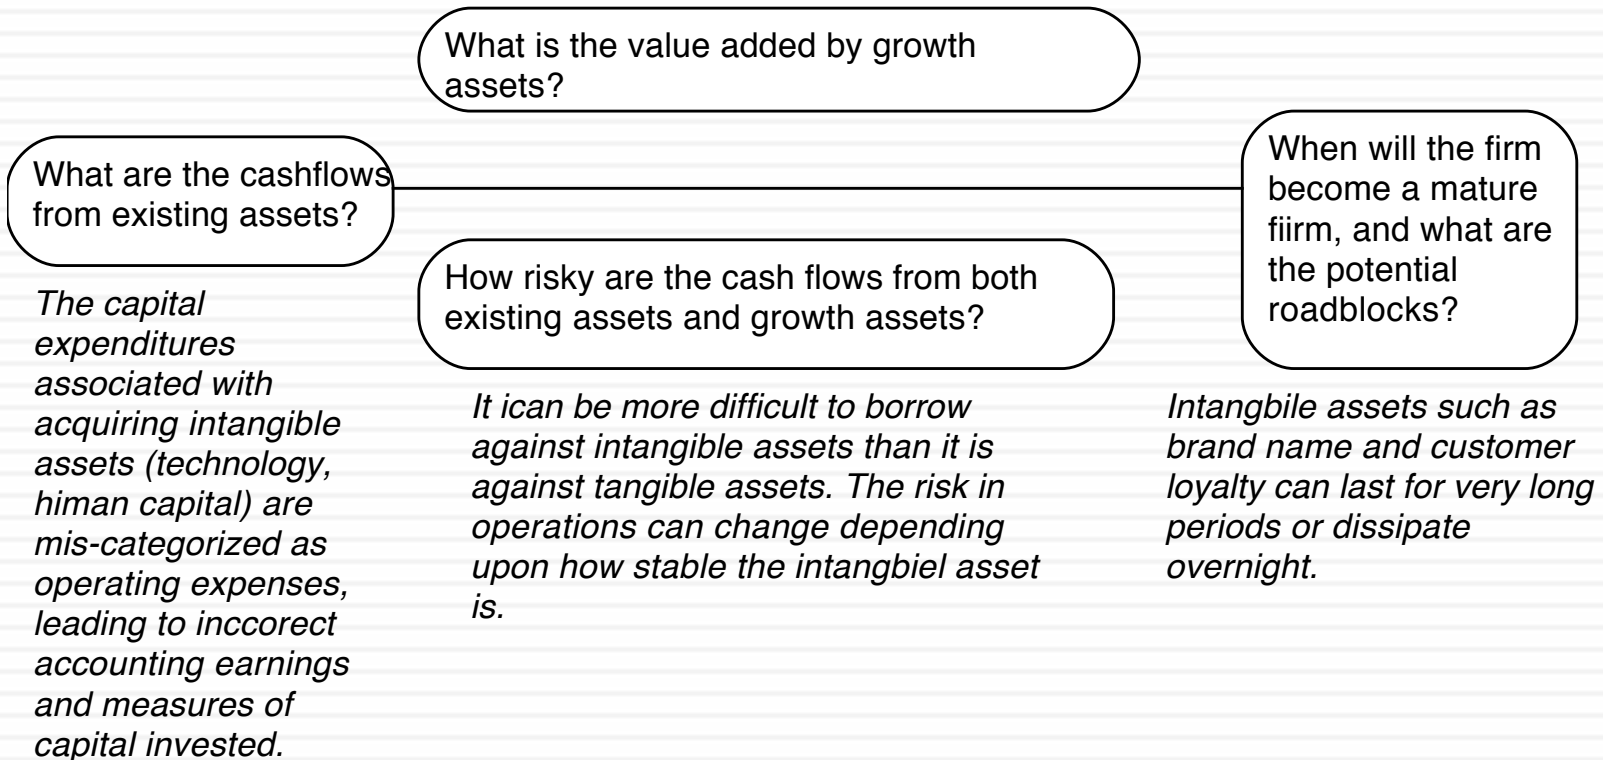 What is the value added by growth
assets?
What are the cashflows
from existing assets?
When will the firm
become a mature
fiirm, and what are
the potential
roadblocks?
How risky are the cash flows from both
existing assets and growth assets?
The capital
expenditures
associated with
acquiring intangible
assets (technology,
himan capital) are
mis-categorized as
operating expenses,
leading to inccorect
accounting earnings
and measures of
capital invested.
It ican be more difficult to borrow
against intangible assets than it is
against tangible assets. The risk in
operations can change depending
upon how stable the intangbiel asset
is.
Intangbile assets such as
brand name and customer
loyalty can last for very long
periods or dissipate
overnight.